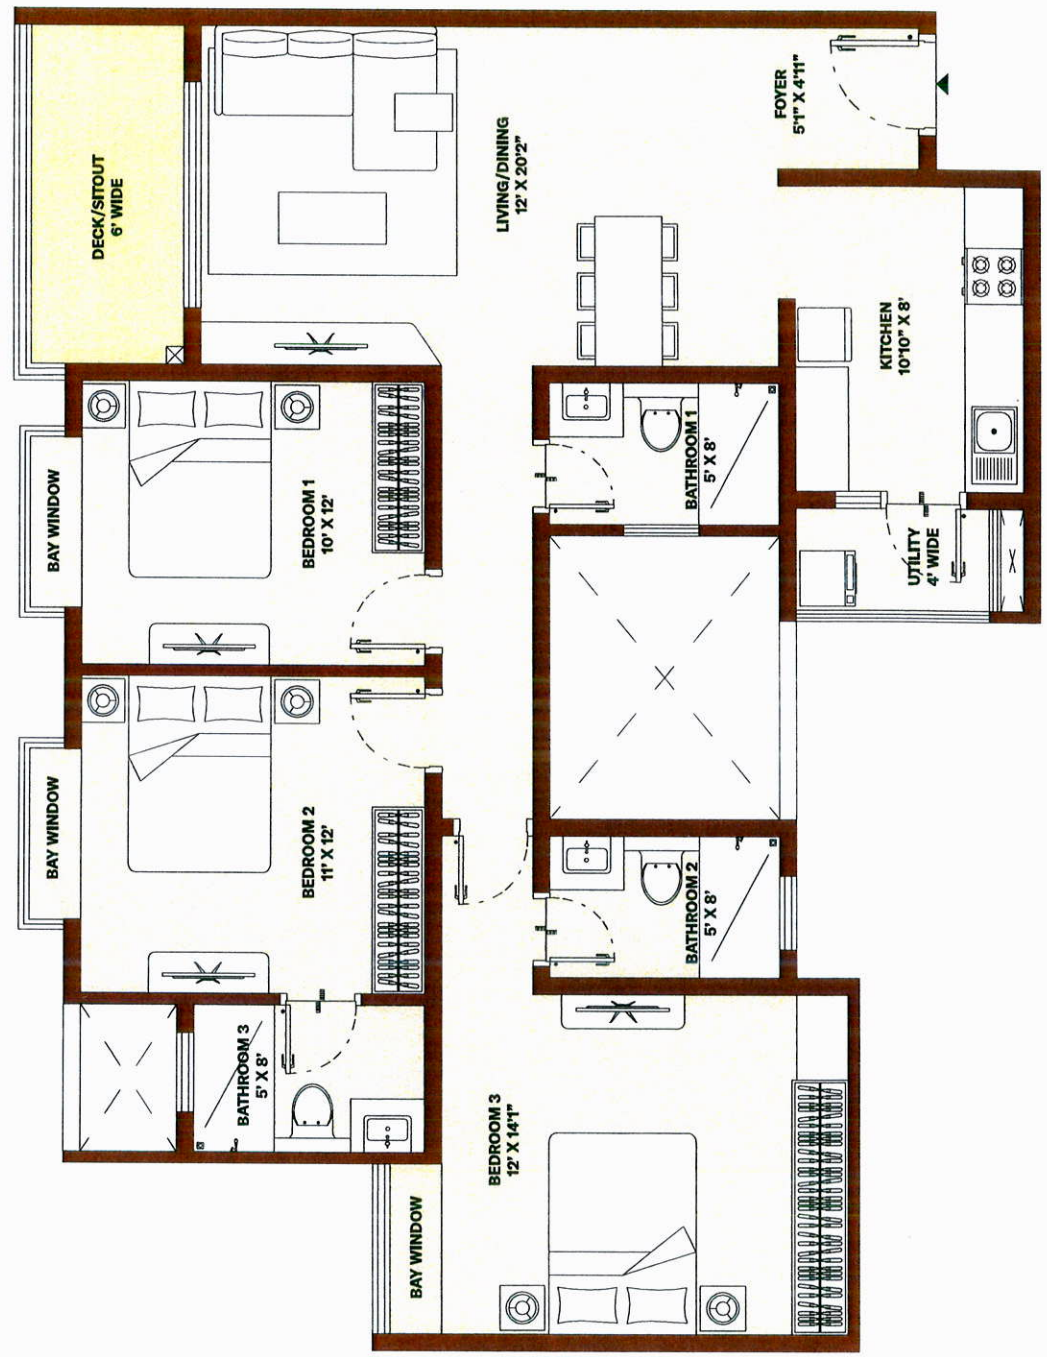 DECK/SITOUT
6' WIDE
LIVING/DINING
12' X 20'2"
FOYER
5'1" X 4'11"
KITCHEN
10'10" X 8'
UTILITY
4' WIDE
BAY WINDOW
BEDROOM 1
10' X 12'
BATHROOM 1
5' X 8'
BAY WINDOW
BEDROOM 2
11' X 12'
BATHROOM 2
5' X 8'
BATHROOM 3
5' X 8'
BEDROOM 3
12' X 14'1"
BAY WINDOW